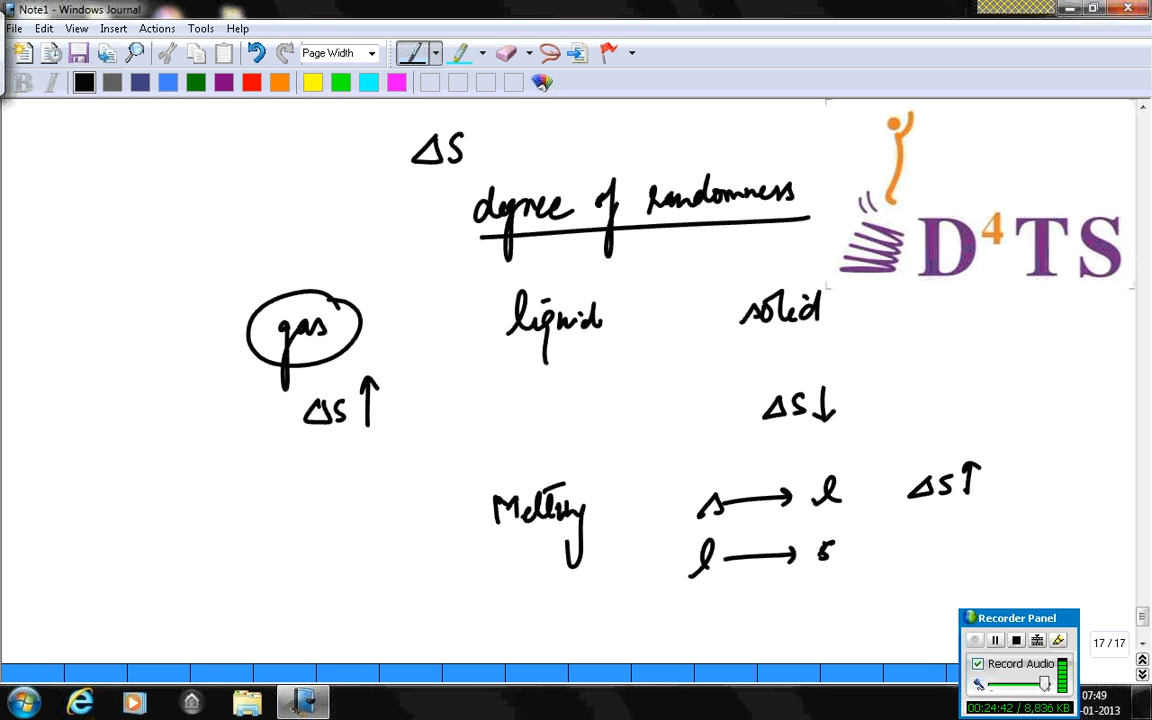 Note1 - Windows Journal
File Edit View Insert Actions Tools Help
Page Width
B I
ΔS
degree of randomness
D4TS
gas liquid solid
ΔS↑ ΔS↓
Melting s → l ΔS↑
l → s
Recorder Panel
Record Audio
00:24:42 / 8,836 KB
17 / 17
07:49
-01-2013